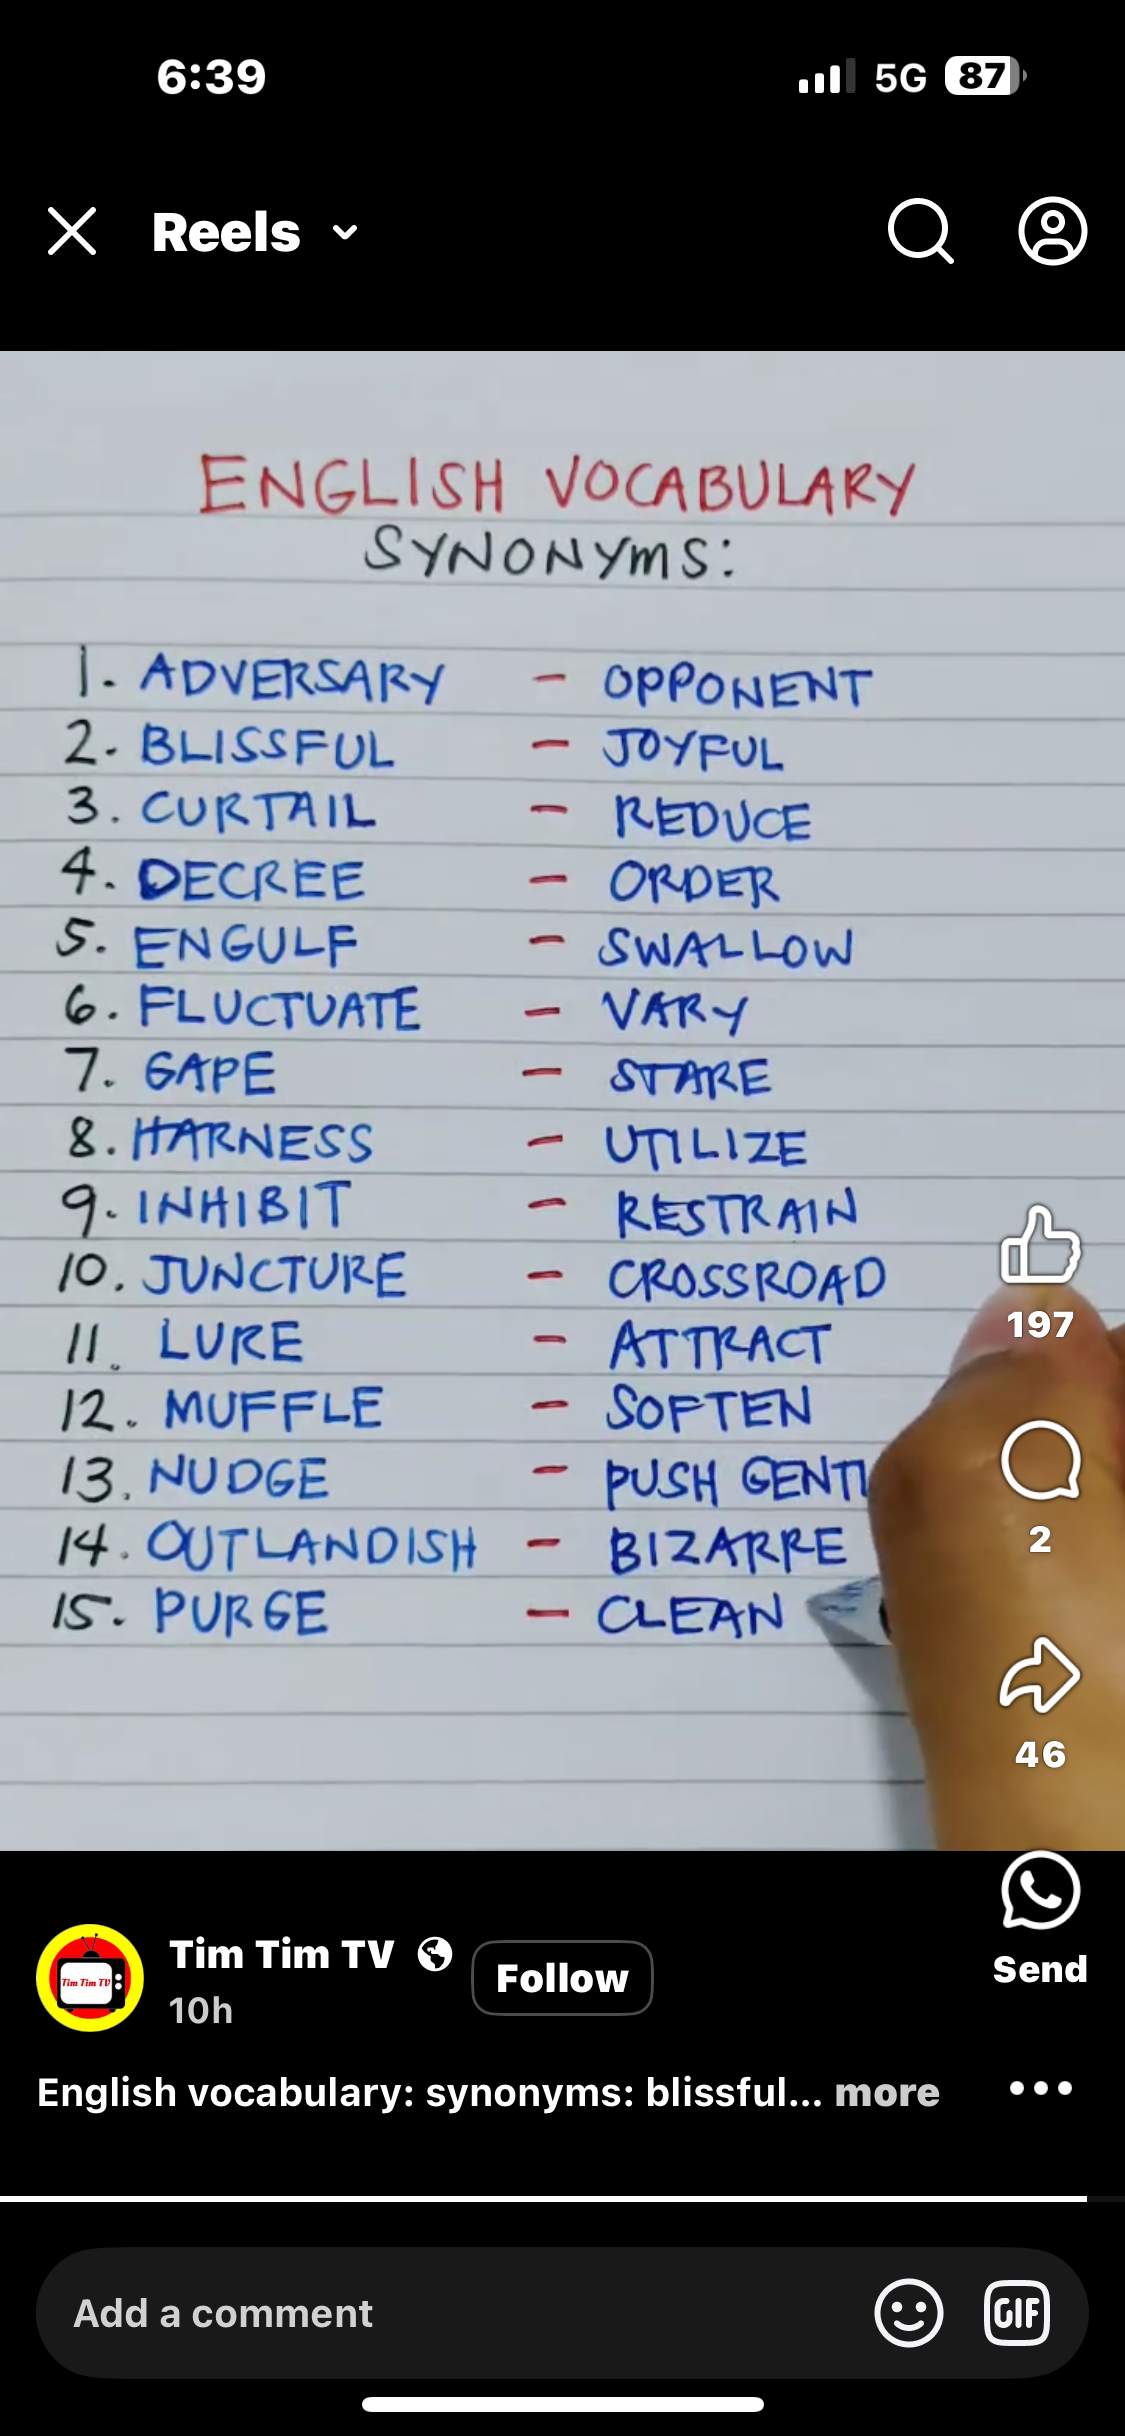 6:39 5G 87
Reels
ENGLISH VOCABULARY
SYNONYMS:
1. ADVERSARY - OPPONENT
2. BLISSFUL - JOYFUL
3. CURTAIL - REDUCE
4. DECREE - ORDER
5. ENGULF - SWALLOW
6. FLUCTUATE - VARY
7. GAPE - STARE
8. HARNESS - UTILIZE
9. INHIBIT - RESTRAIN
10. JUNCTURE - CROSSROAD
11. LURE - ATTRACT
12. MUFFLE - SOFTEN
13. NUDGE - PUSH GENTL
14. OUTLANDISH - BIZARRE
15. PURGE - CLEAN
197
2
46
Send
Tim Tim TV
Tim Tim TV Follow
10h
English vocabulary: synonyms: blissful... more
Add a comment GIF